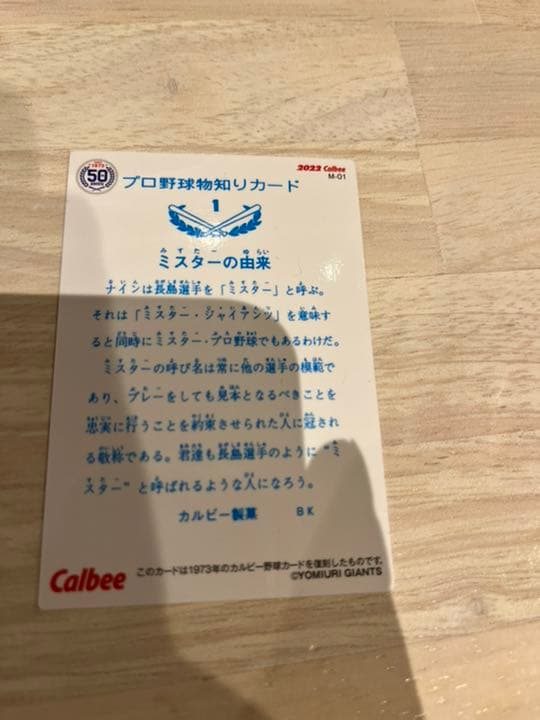 2022 Calbee
M-01
1973
50
プロ野球物知りカード
1
みすたー ゆらい
ミスターの由来
ナインは長島選手を「ミスター」と呼ぶ。
それは「ミスター・ジャイアンツ」を意味す
ると同時にミスター・プロ野球でもあるわけだ。
ミスターの呼び名は常に他の選手の模範で
あり、プレーをしても見本となるべきことを
忠実に行うことを約束させられた人に冠され
る敬称である。君達も長島選手のように“ミ
スター”と呼ばれるような人になろう。
カルビー製菓 BK
Calbee
このカードは1973年のカルビー野球カードを復刻したものです。
©YOMIURI GIANTS